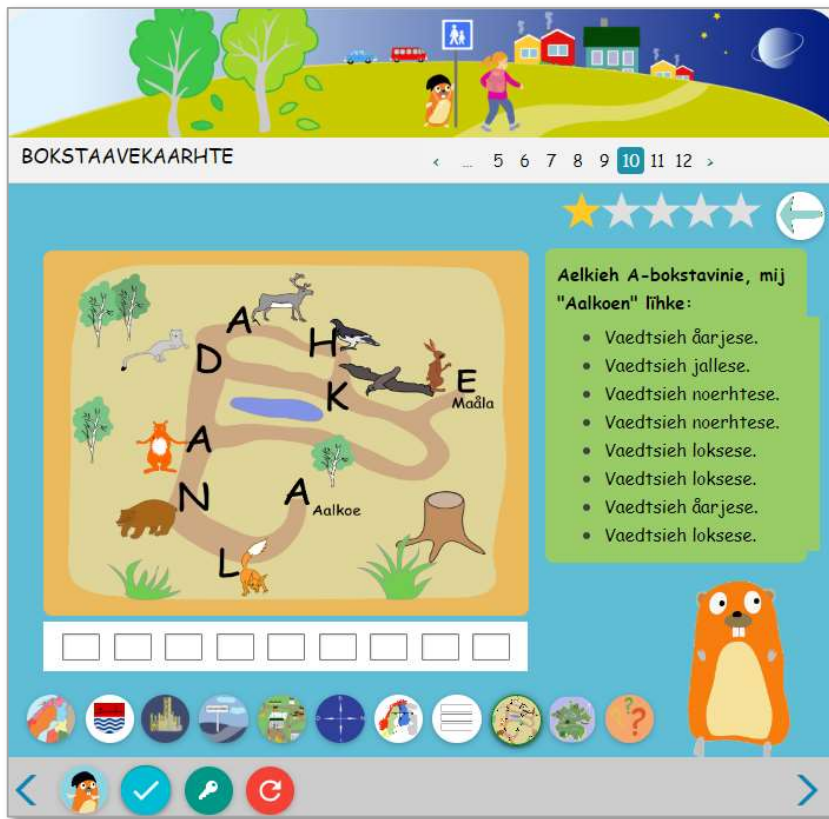 BOKSTAAVEKAARHTE
‹ ... 5 6 7 8 9 10 11 12 ›
Aelkieh A-bokstavinie, mij
"Aalkoen" lïhke:
• Vaedtsieh åarjese.
• Vaedtsieh jallese.
• Vaedtsieh noerhtese.
• Vaedtsieh noerhtese.
• Vaedtsieh loksese.
• Vaedtsieh loksese.
• Vaedtsieh åarjese.
• Vaedtsieh loksese.
A
H
D
E
K
Maåla
A
N
A
Aalkoe
L
??